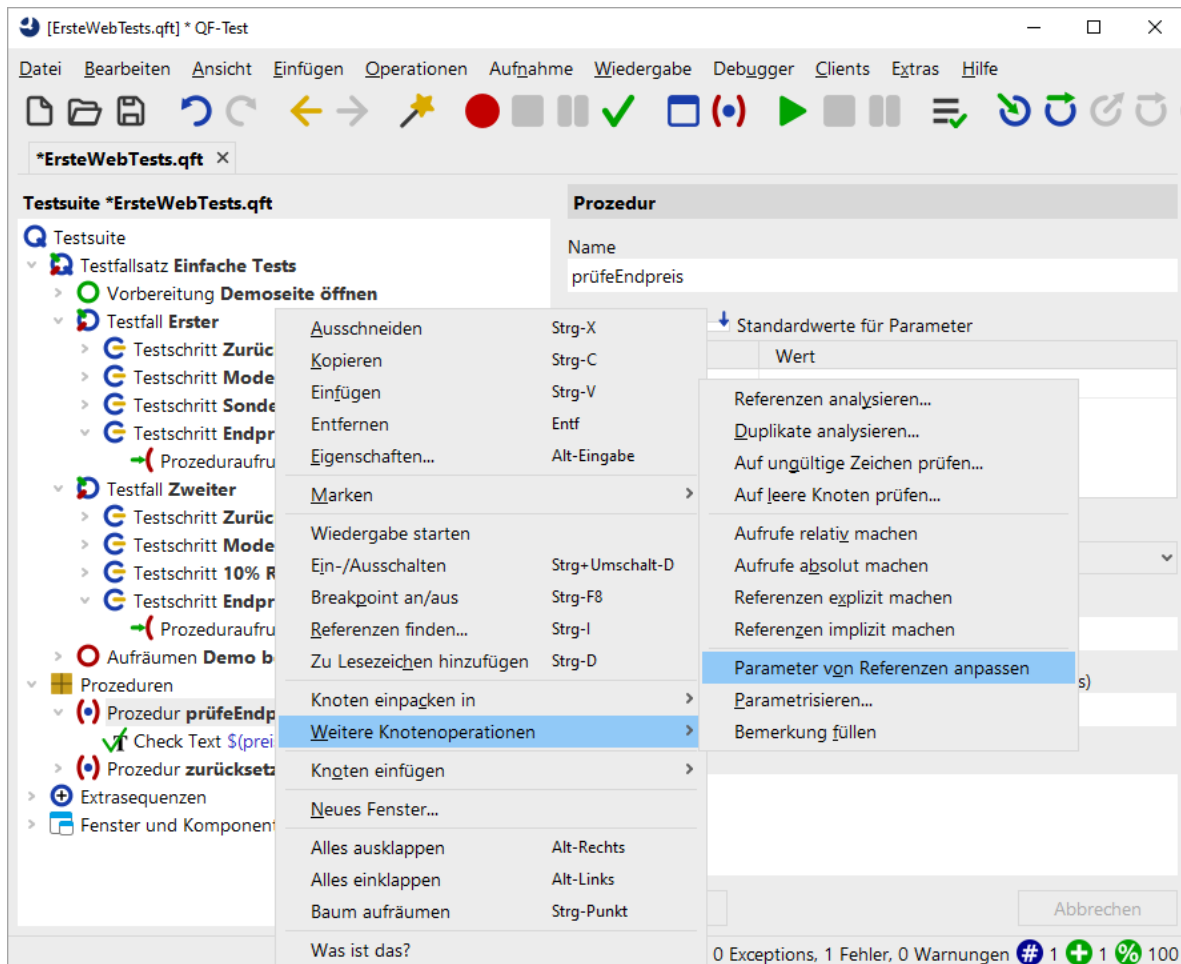 [ErsteWebTests.qft] * QF-Test
Datei Bearbeiten Ansicht Einfügen Operationen Aufnahme Wiedergabe Debugger Clients Extras Hilfe
*ErsteWebTests.qft
Testsuite *ErsteWebTests.qft
Testsuite
Testfallsatz Einfache Tests
Vorbereitung Demoseite öffnen
Testfall Erster
Testschritt Zurüc
Testschritt Mode
Testschritt Sonde
Testschritt Endpr
Prozeduraufru
Testfall Zweiter
Testschritt Zurüc
Testschritt Mode
Testschritt 10% R
Testschritt Endpr
Prozeduraufru
Aufräumen Demo b
Prozeduren
Prozedur prüfeEndp
Check Text $(prei
Prozedur zurücksetz
Extrasequenzen
Fenster und Komponent
Prozedur
Name
prüfeEndpreis
Standardwerte für Parameter
Wert
s)
Abbrechen
Ausschneiden Strg-X
Kopieren Strg-C
Einfügen Strg-V
Entfernen Entf
Eigenschaften... Alt-Eingabe
Marken
Wiedergabe starten
Ein-/Ausschalten Strg+Umschalt-D
Breakpoint an/aus Strg-F8
Referenzen finden... Strg-I
Zu Lesezeichen hinzufügen Strg-D
Knoten einpacken in
Weitere Knotenoperationen
Knoten einfügen
Neues Fenster...
Alles ausklappen Alt-Rechts
Alles einklappen Alt-Links
Baum aufräumen Strg-Punkt
Was ist das?
Referenzen analysieren...
Duplikate analysieren...
Auf ungültige Zeichen prüfen...
Auf leere Knoten prüfen...
Aufrufe relativ machen
Aufrufe absolut machen
Referenzen explizit machen
Referenzen implizit machen
Parameter von Referenzen anpassen
Parametrisieren...
Bemerkung füllen
0 Exceptions, 1 Fehler, 0 Warnungen # 1 + 1 % 100